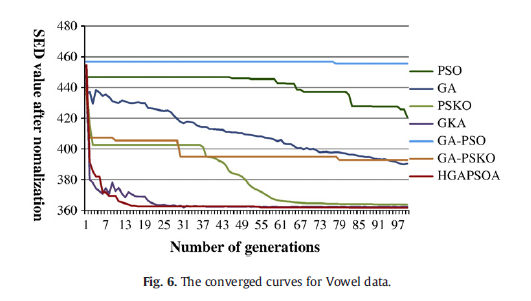 SED value after nomalization
480
460
440
420
400
380
360
1 7 13 19 25 31 37 43 49 55 61 67 73 79 85 91 97
Number of generations
PSO
GA
PSKO
GKA
GA-PSO
GA-PSKO
HGAPSOA
Fig. 6. The converged curves for Vowel data.